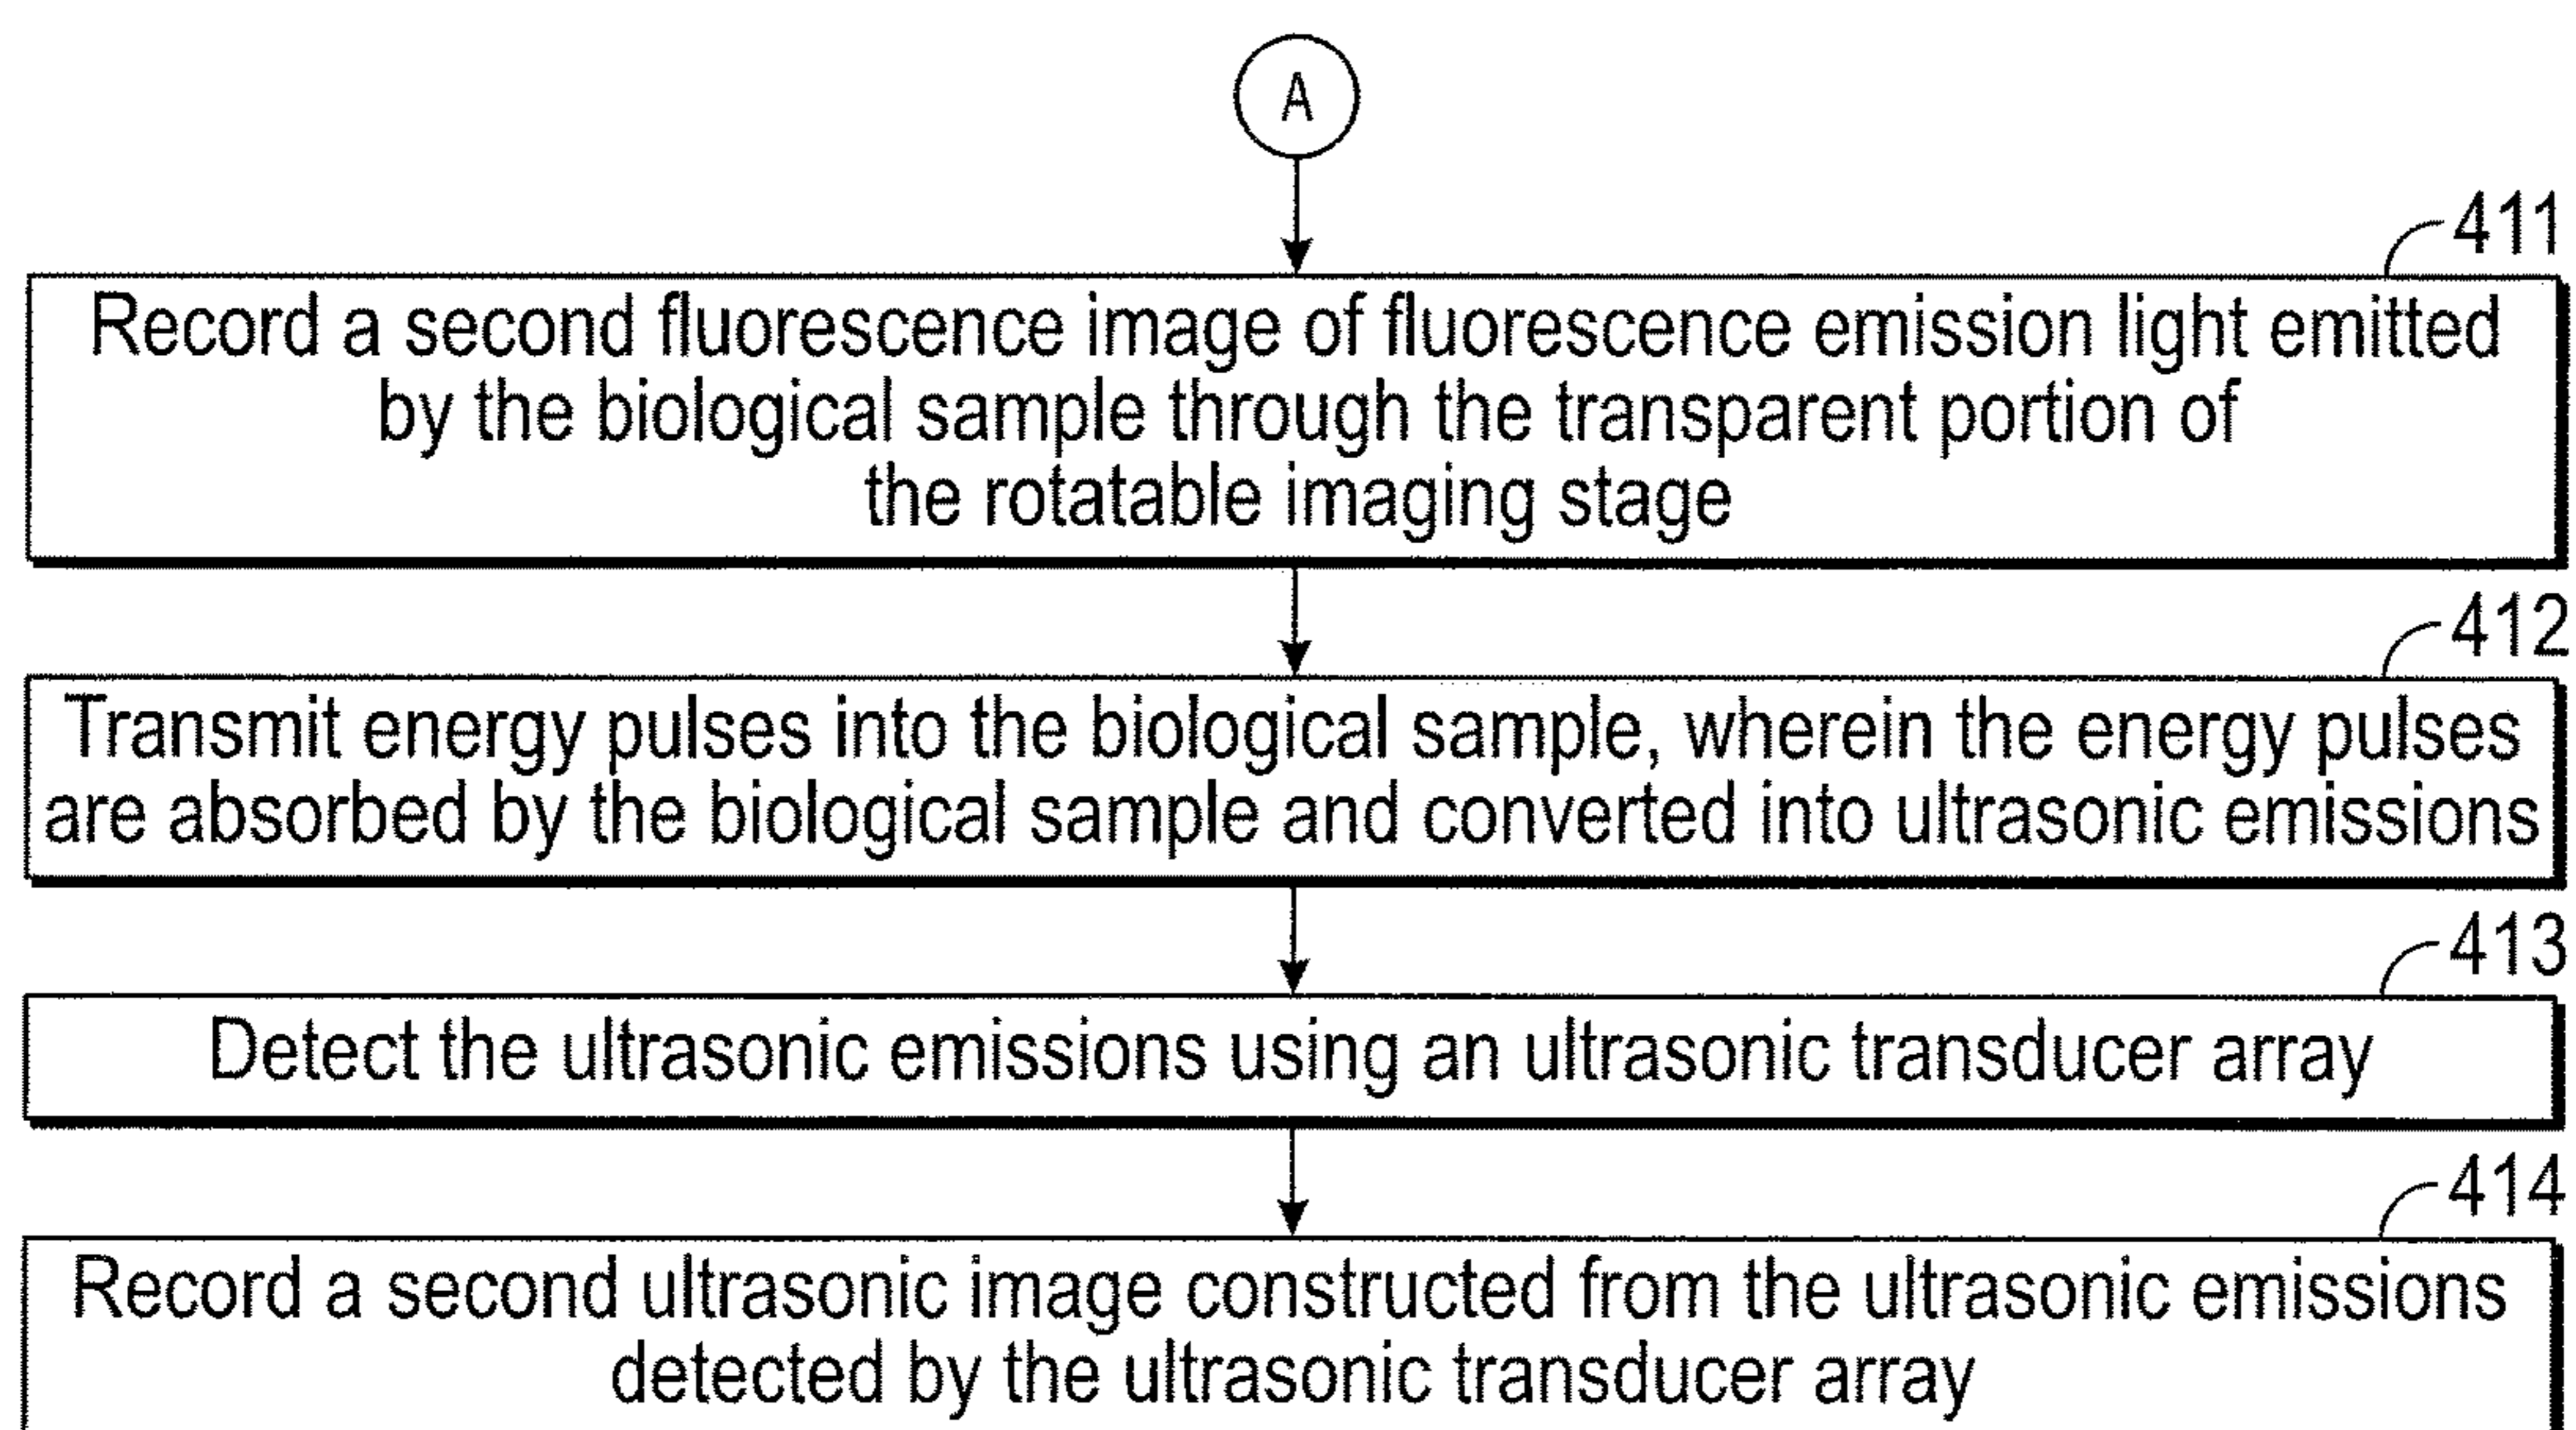 A
411
Record a second fluorescence image of fluorescence emission light emitted
by the biological sample through the transparent portion of
the rotatable imaging stage
412
Transmit energy pulses into the biological sample, wherein the energy pulses
are absorbed by the biological sample and converted into ultrasonic emissions
413
Detect the ultrasonic emissions using an ultrasonic transducer array
414
Record a second ultrasonic image constructed from the ultrasonic emissions
detected by the ultrasonic transducer array